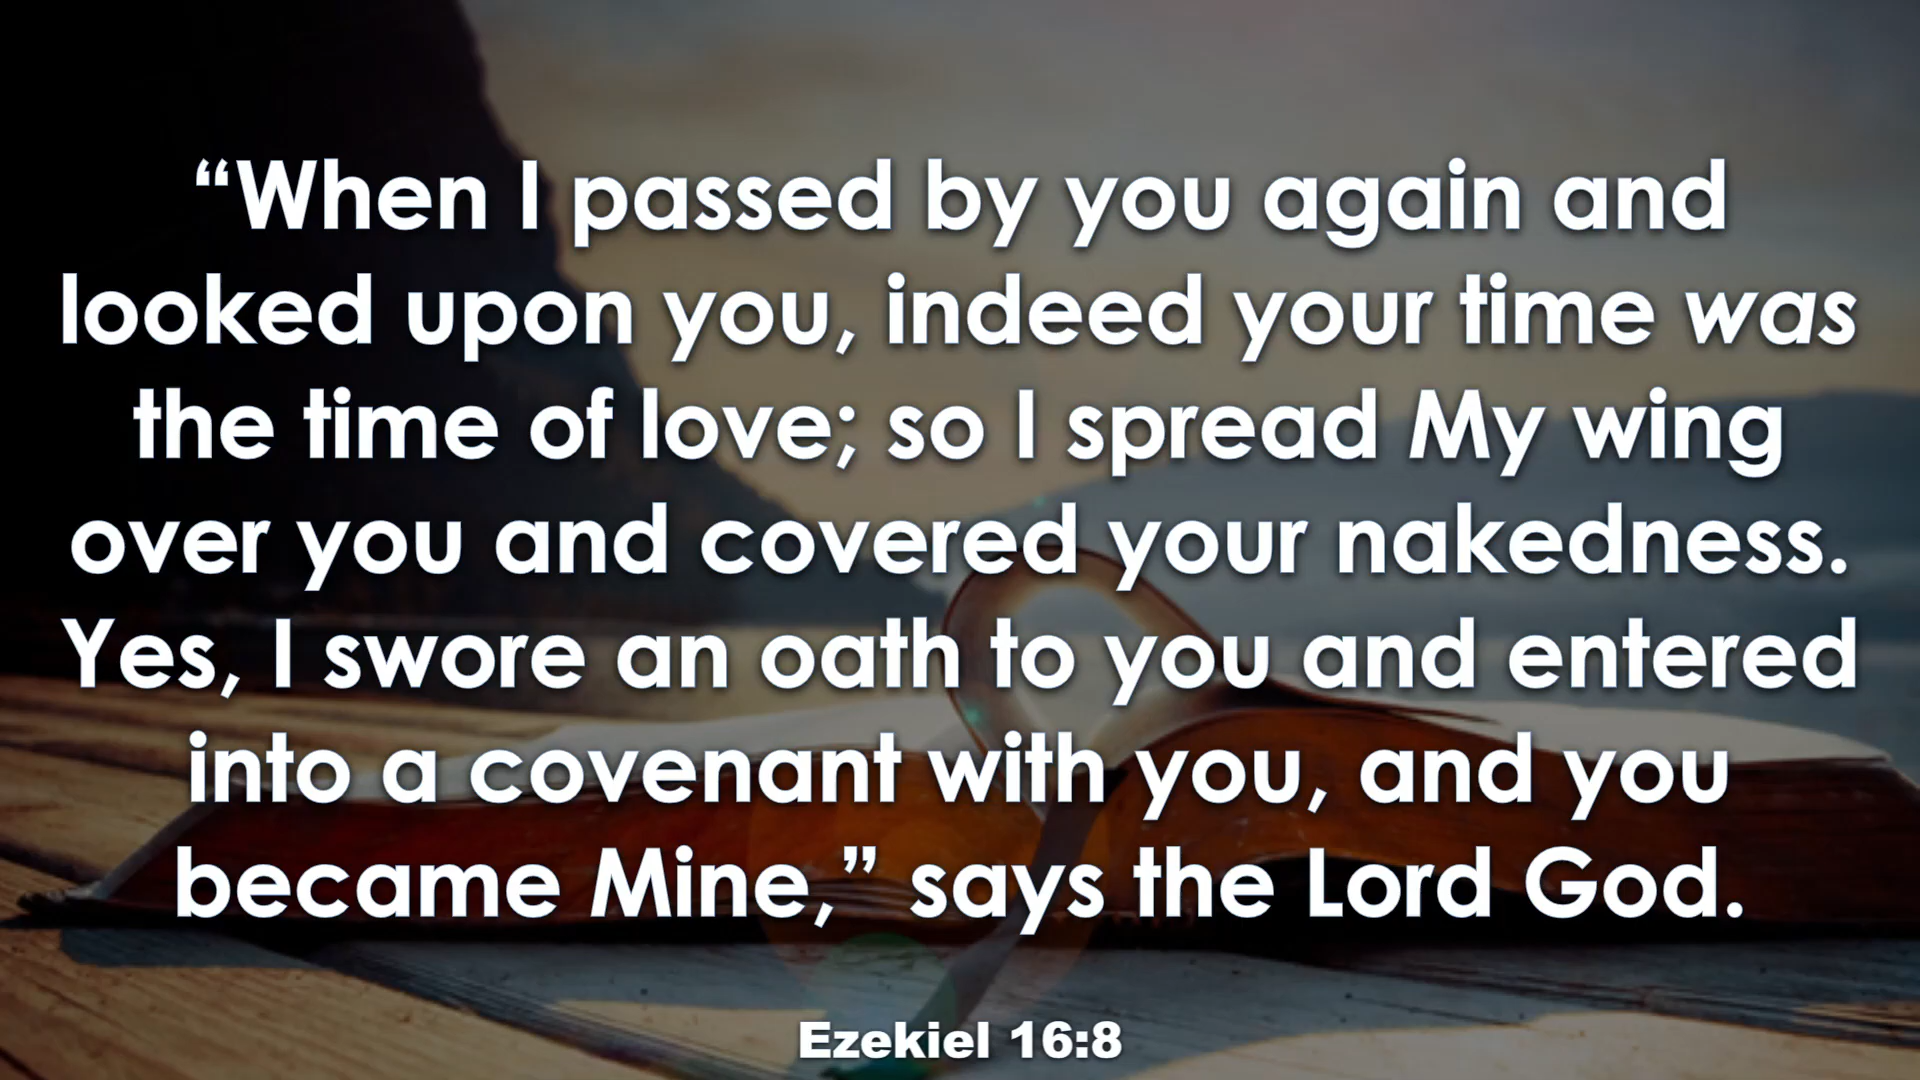 “When I passed by you again and
looked upon you, indeed your time was
the time of love; so I spread My wing
over you and covered your nakedness.
Yes, I swore an oath to you and entered
into a covenant with you, and you
became Mine,” says the Lord God.
Ezekiel 16:8